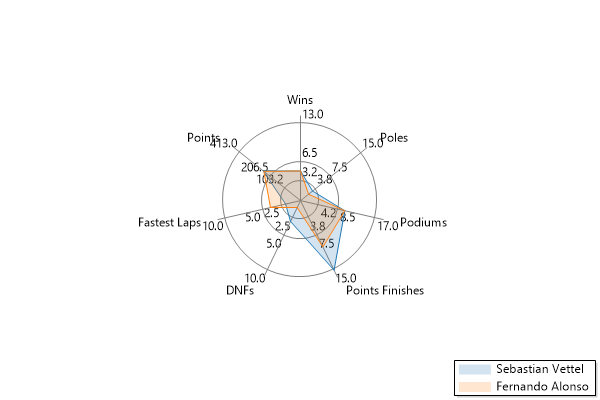 Wins
13.0
Points
413.0
15.0
Poles
6.5
3.2
206.5
103.2
3.8
7.5
Fastest Laps
10.0
5.0
2.5
4.2
8.5
17.0
Podiums
2.5
5.0
3.8
7.5
10.0
15.0
DNFs
Points Finishes
Sebastian Vettel
Fernando Alonso